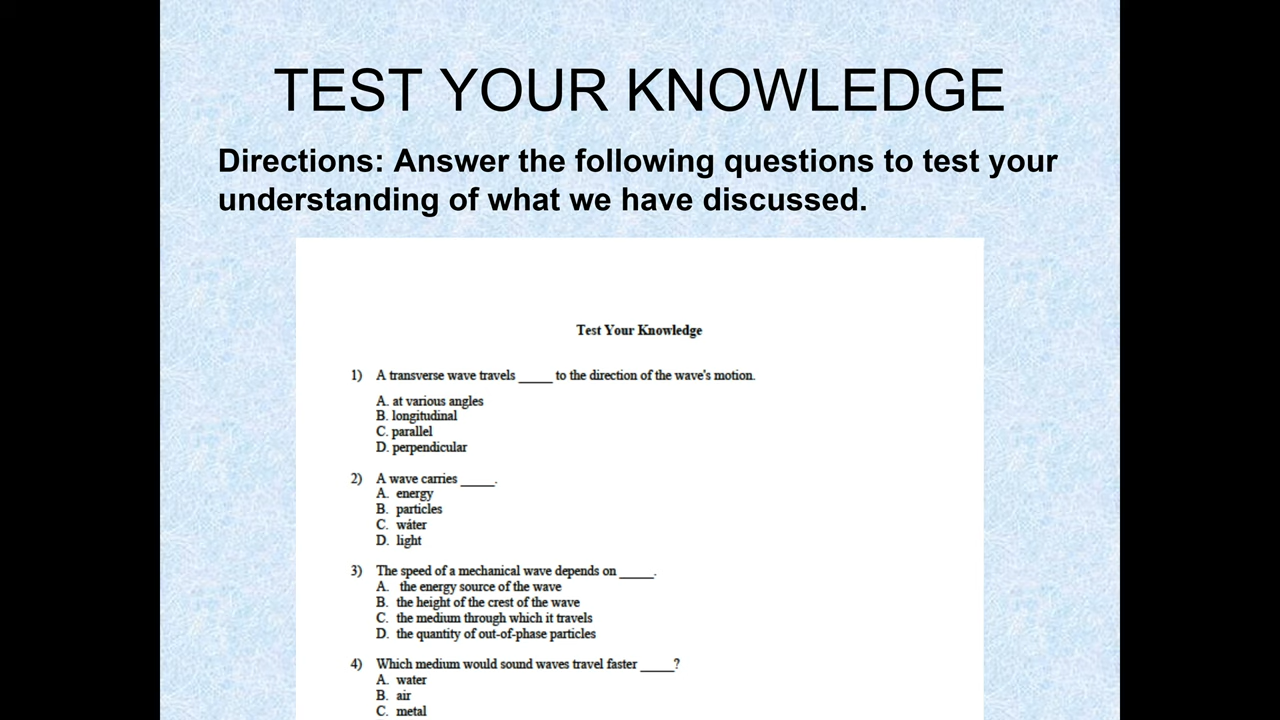 TEST YOUR KNOWLEDGE
Directions: Answer the following questions to test your
understanding of what we have discussed.
Test Your Knowledge
1) A transverse wave travels _____ to the direction of the wave's motion.
A. at various angles
B. longitudinal
C. parallel
D. perpendicular
2) A wave carries _____.
A. energy
B. particles
C. wáter
D. light
3) The speed of a mechanical wave depends on _____.
A. the energy source of the wave
B. the height of the crest of the wave
C. the medium through which it travels
D. the quantity of out-of-phase particles
4) Which medium would sound waves travel faster _____?
A. water
B. air
C. metal